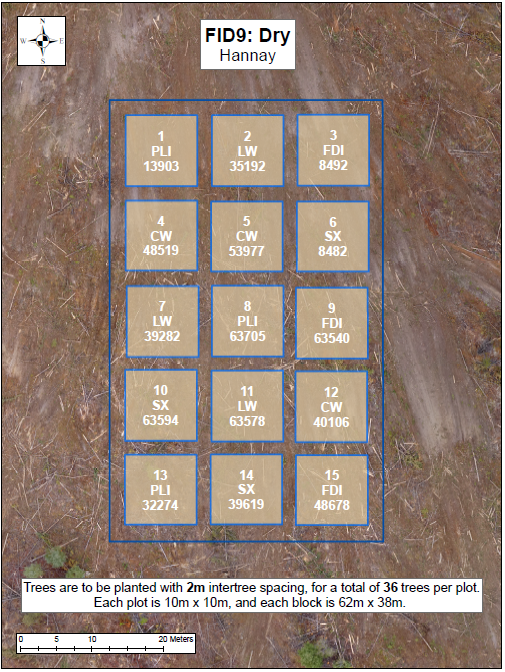 N
W E
S
FID9: Dry
Hannay
1
PLI
13903
2
LW
35192
3
FDI
8492
4
CW
48519
5
CW
53977
6
SX
8482
7
LW
39282
8
PLI
63705
9
FDI
63540
10
SX
63594
11
LW
63578
12
CW
40106
13
PLI
32274
14
SX
39619
15
FDI
48678
Trees are to be planted with 2m intertree spacing, for a total of 36 trees per plot.
Each plot is 10m x 10m, and each block is 62m x 38m.
0 5 10 20 Meters